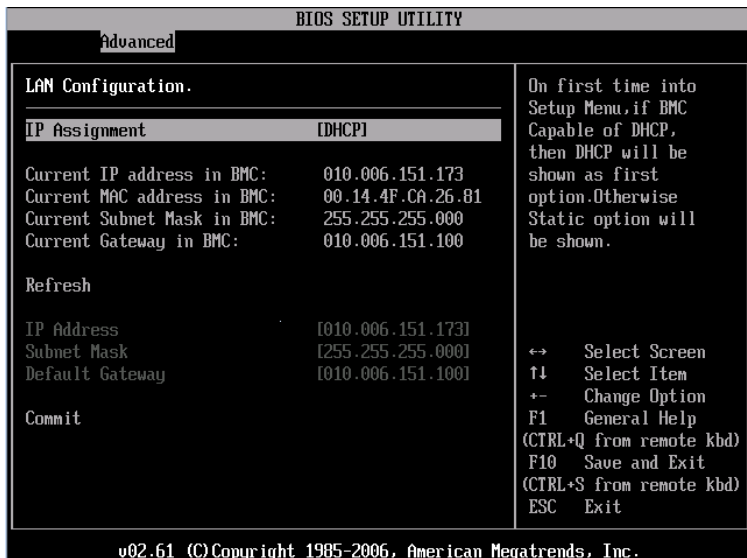 BIOS SETUP UTILITY
Advanced
LAN Configuration.
IP Assignment [DHCP]
Current IP address in BMC: 010.006.151.173
Current MAC address in BMC: 00.14.4F.CA.26.81
Current Subnet Mask in BMC: 255.255.255.000
Current Gateway in BMC: 010.006.151.100
Refresh
IP Address [010.006.151.173]
Subnet Mask [255.255.255.000]
Default Gateway [010.006.151.100]
Commit
On first time into
Setup Menu,if BMC
Capable of DHCP,
then DHCP will be
shown as first
option.Otherwise
Static option will
be shown.
↔ Select Screen
↑↓ Select Item
+- Change Option
F1 General Help
(CTRL+Q from remote kbd)
F10 Save and Exit
(CTRL+S from remote kbd)
ESC Exit
v02.61 (C)Copyright 1985-2006, American Megatrends, Inc.